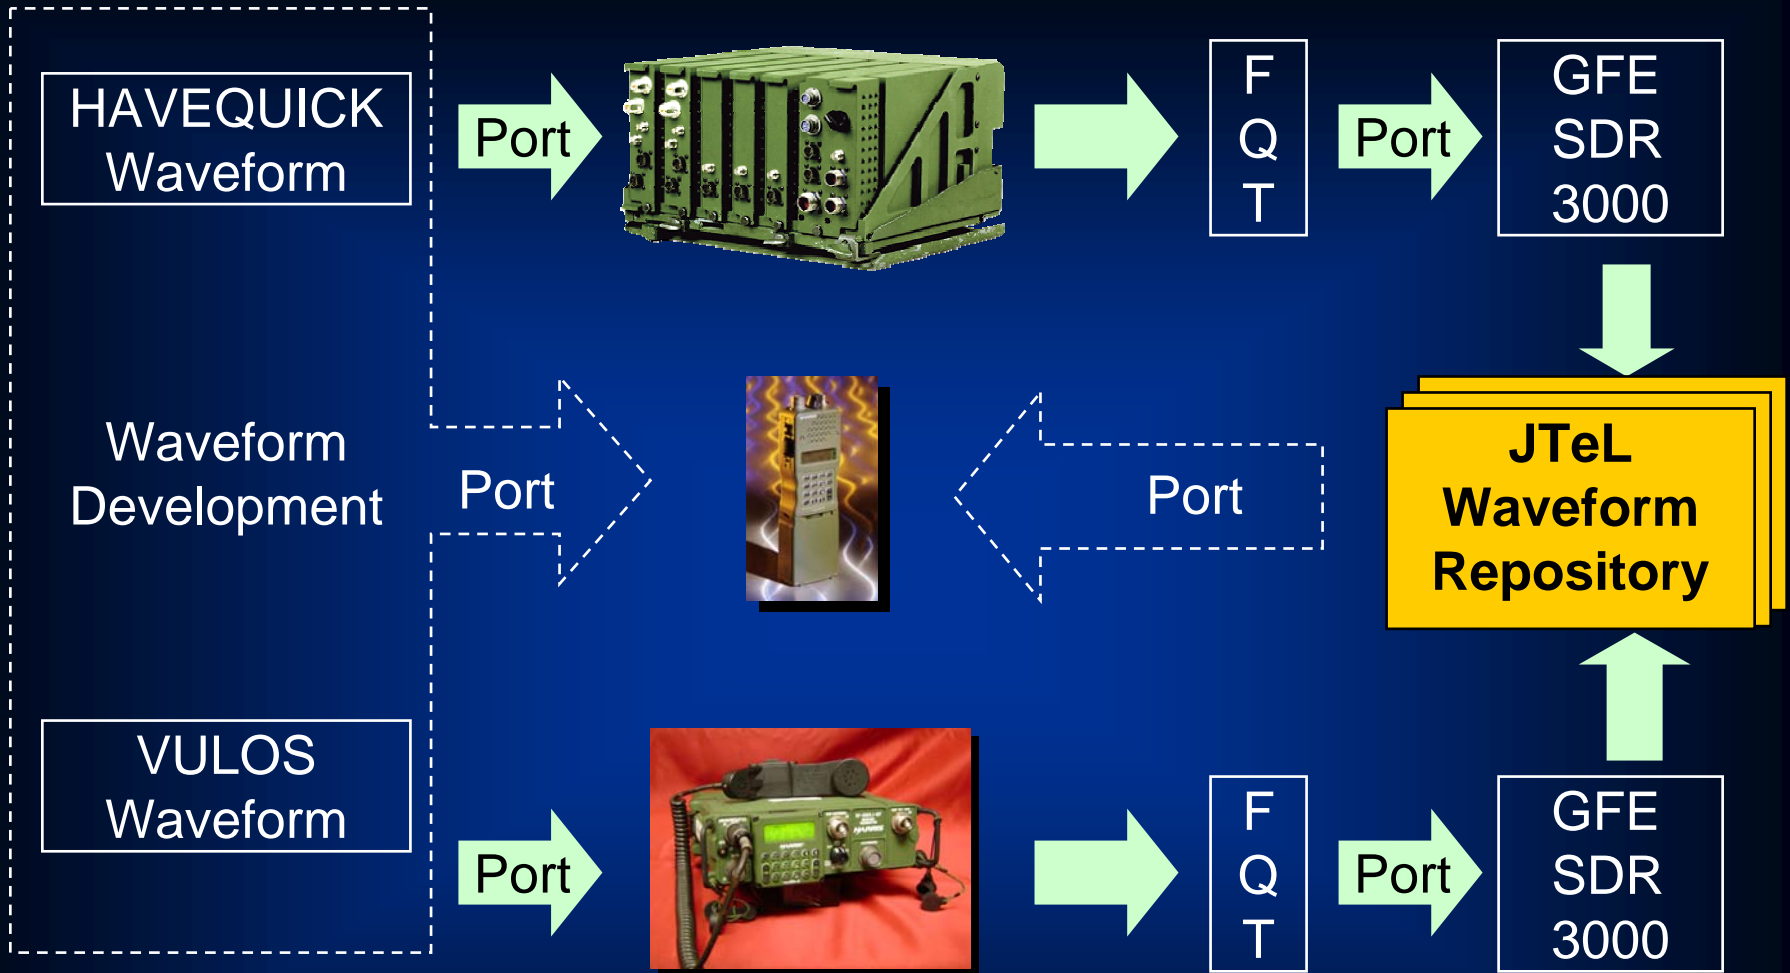 HAVEQUICK
Waveform
Port
F
Q
T
Port
GFE
SDR
3000
Waveform
Development
Port
Port
JTeL
Waveform
Repository
VULOS
Waveform
Port
HARRIS
F
Q
T
Port
GFE
SDR
3000